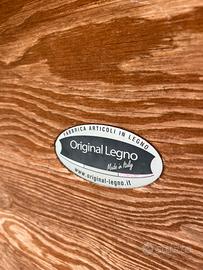 FABBRICA ARTICOLI IN LEGNO
Original Legno
Made in Italy
www.original-legno.it